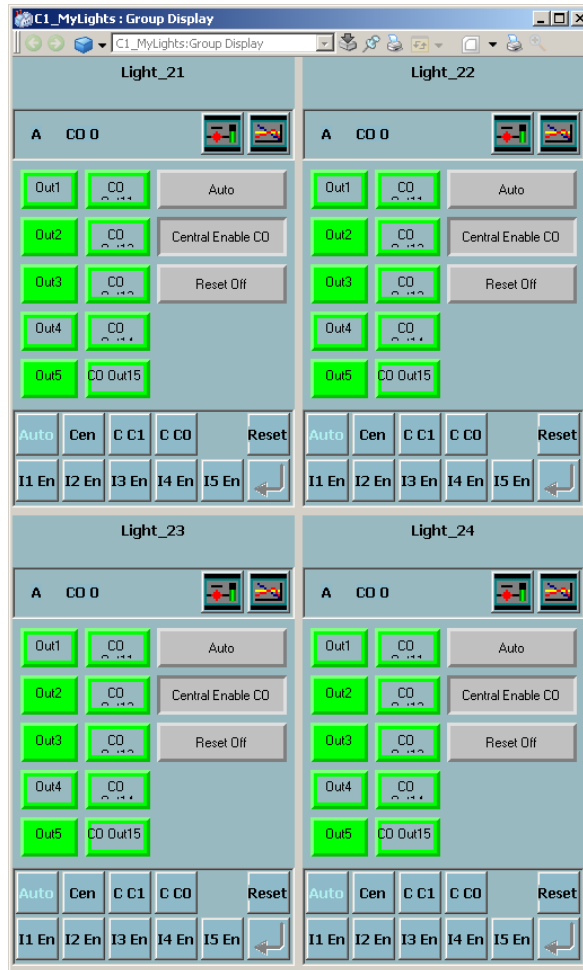 C1_MyLights : Group Display
C1_MyLights:Group Display
Light_21 Light_22
A CO 0 A CO 0
Out1 CO Auto Out1 CO Auto
Out2 CO Central Enable CO Out2 CO Central Enable CO
Out3 CO Reset Off Out3 CO Reset Off
Out4 CO Out4 CO
Out5 CO Out15 Out5 CO Out15
Auto Cen C C1 C C0 Reset Auto Cen C C1 C C0 Reset
I1 En I2 En I3 En I4 En I5 En I1 En I2 En I3 En I4 En I5 En
Light_23 Light_24
A CO 0 A CO 0
Out1 CO Auto Out1 CO Auto
Out2 CO Central Enable CO Out2 CO Central Enable CO
Out3 CO Reset Off Out3 CO Reset Off
Out4 CO Out4 CO
Out5 CO Out15 Out5 CO Out15
Auto Cen C C1 C C0 Reset Auto Cen C C1 C C0 Reset
I1 En I2 En I3 En I4 En I5 En I1 En I2 En I3 En I4 En I5 En